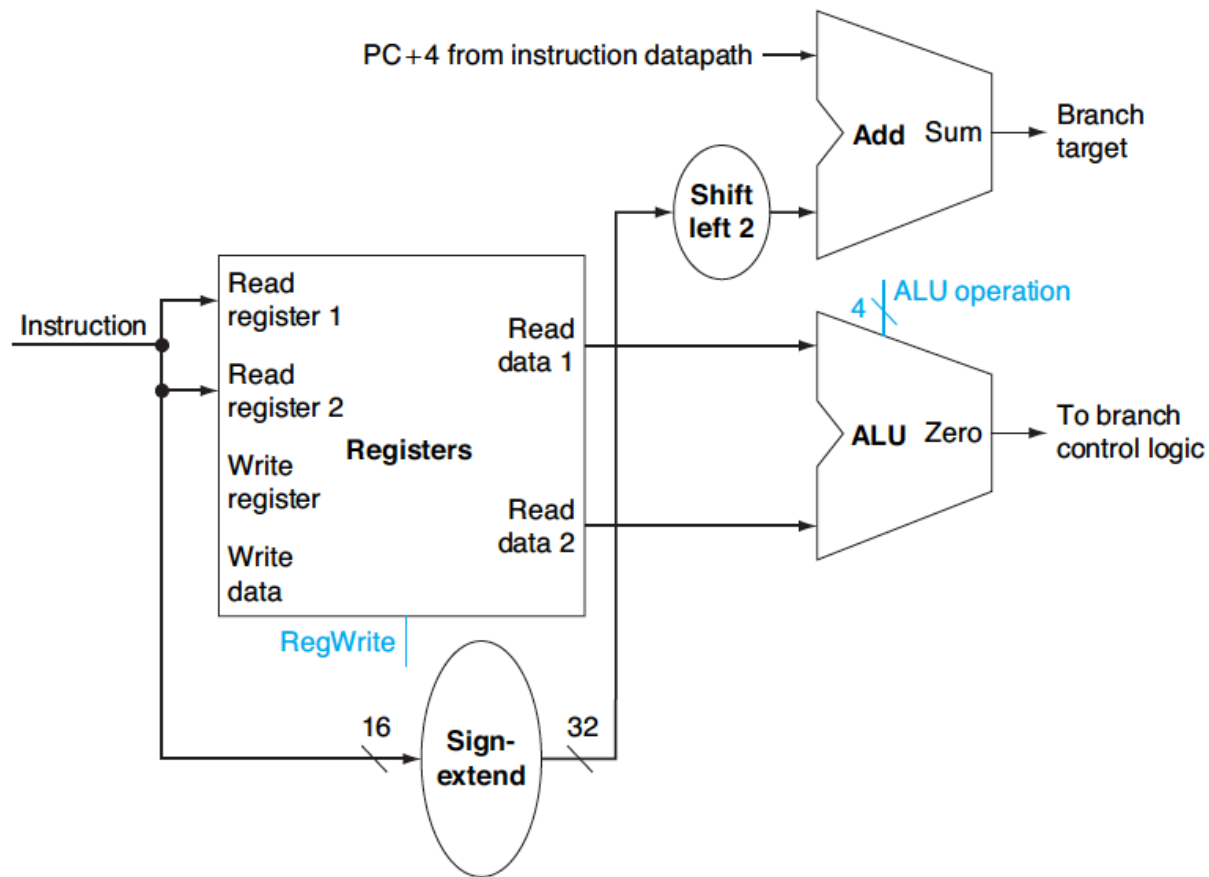 PC+4 from instruction datapath
Add Sum
Branch
target
Shift
left 2
ALU operation
4
Instruction
Read
register 1
Read
data 1
Read
register 2
Registers
ALU Zero
To branch
control logic
Write
register
Read
data 2
Write
data
RegWrite
16
Sign-
extend
32